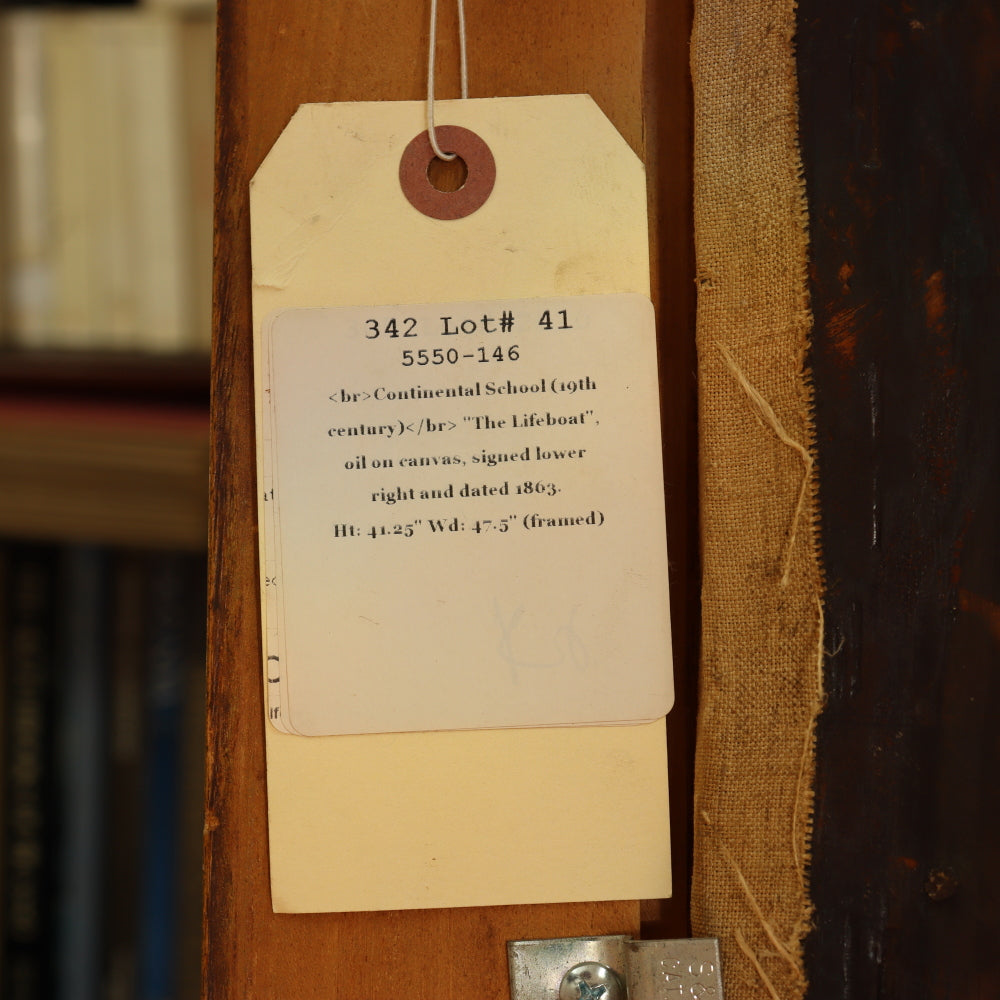 342 Lot# 41
5550-146
<br>Continental School (19th
century)</br> "The Lifeboat",
oil on canvas, signed lower
right and dated 1863.
Ht: 41.25" Wd: 47.5" (framed)